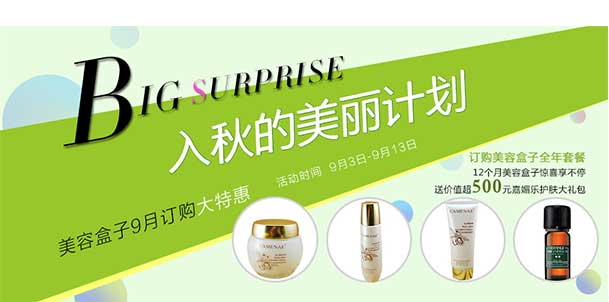 BIG SURPRISE
入秋的美丽计划
活动时间 9月3日-9月13日
美容盒子9月订购大特惠
订购美容盒子全年套餐
12个月美容盒子惊喜享不停
送价值超500元嘉媚乐护肤大礼包
CAMENAE
CAMENAE